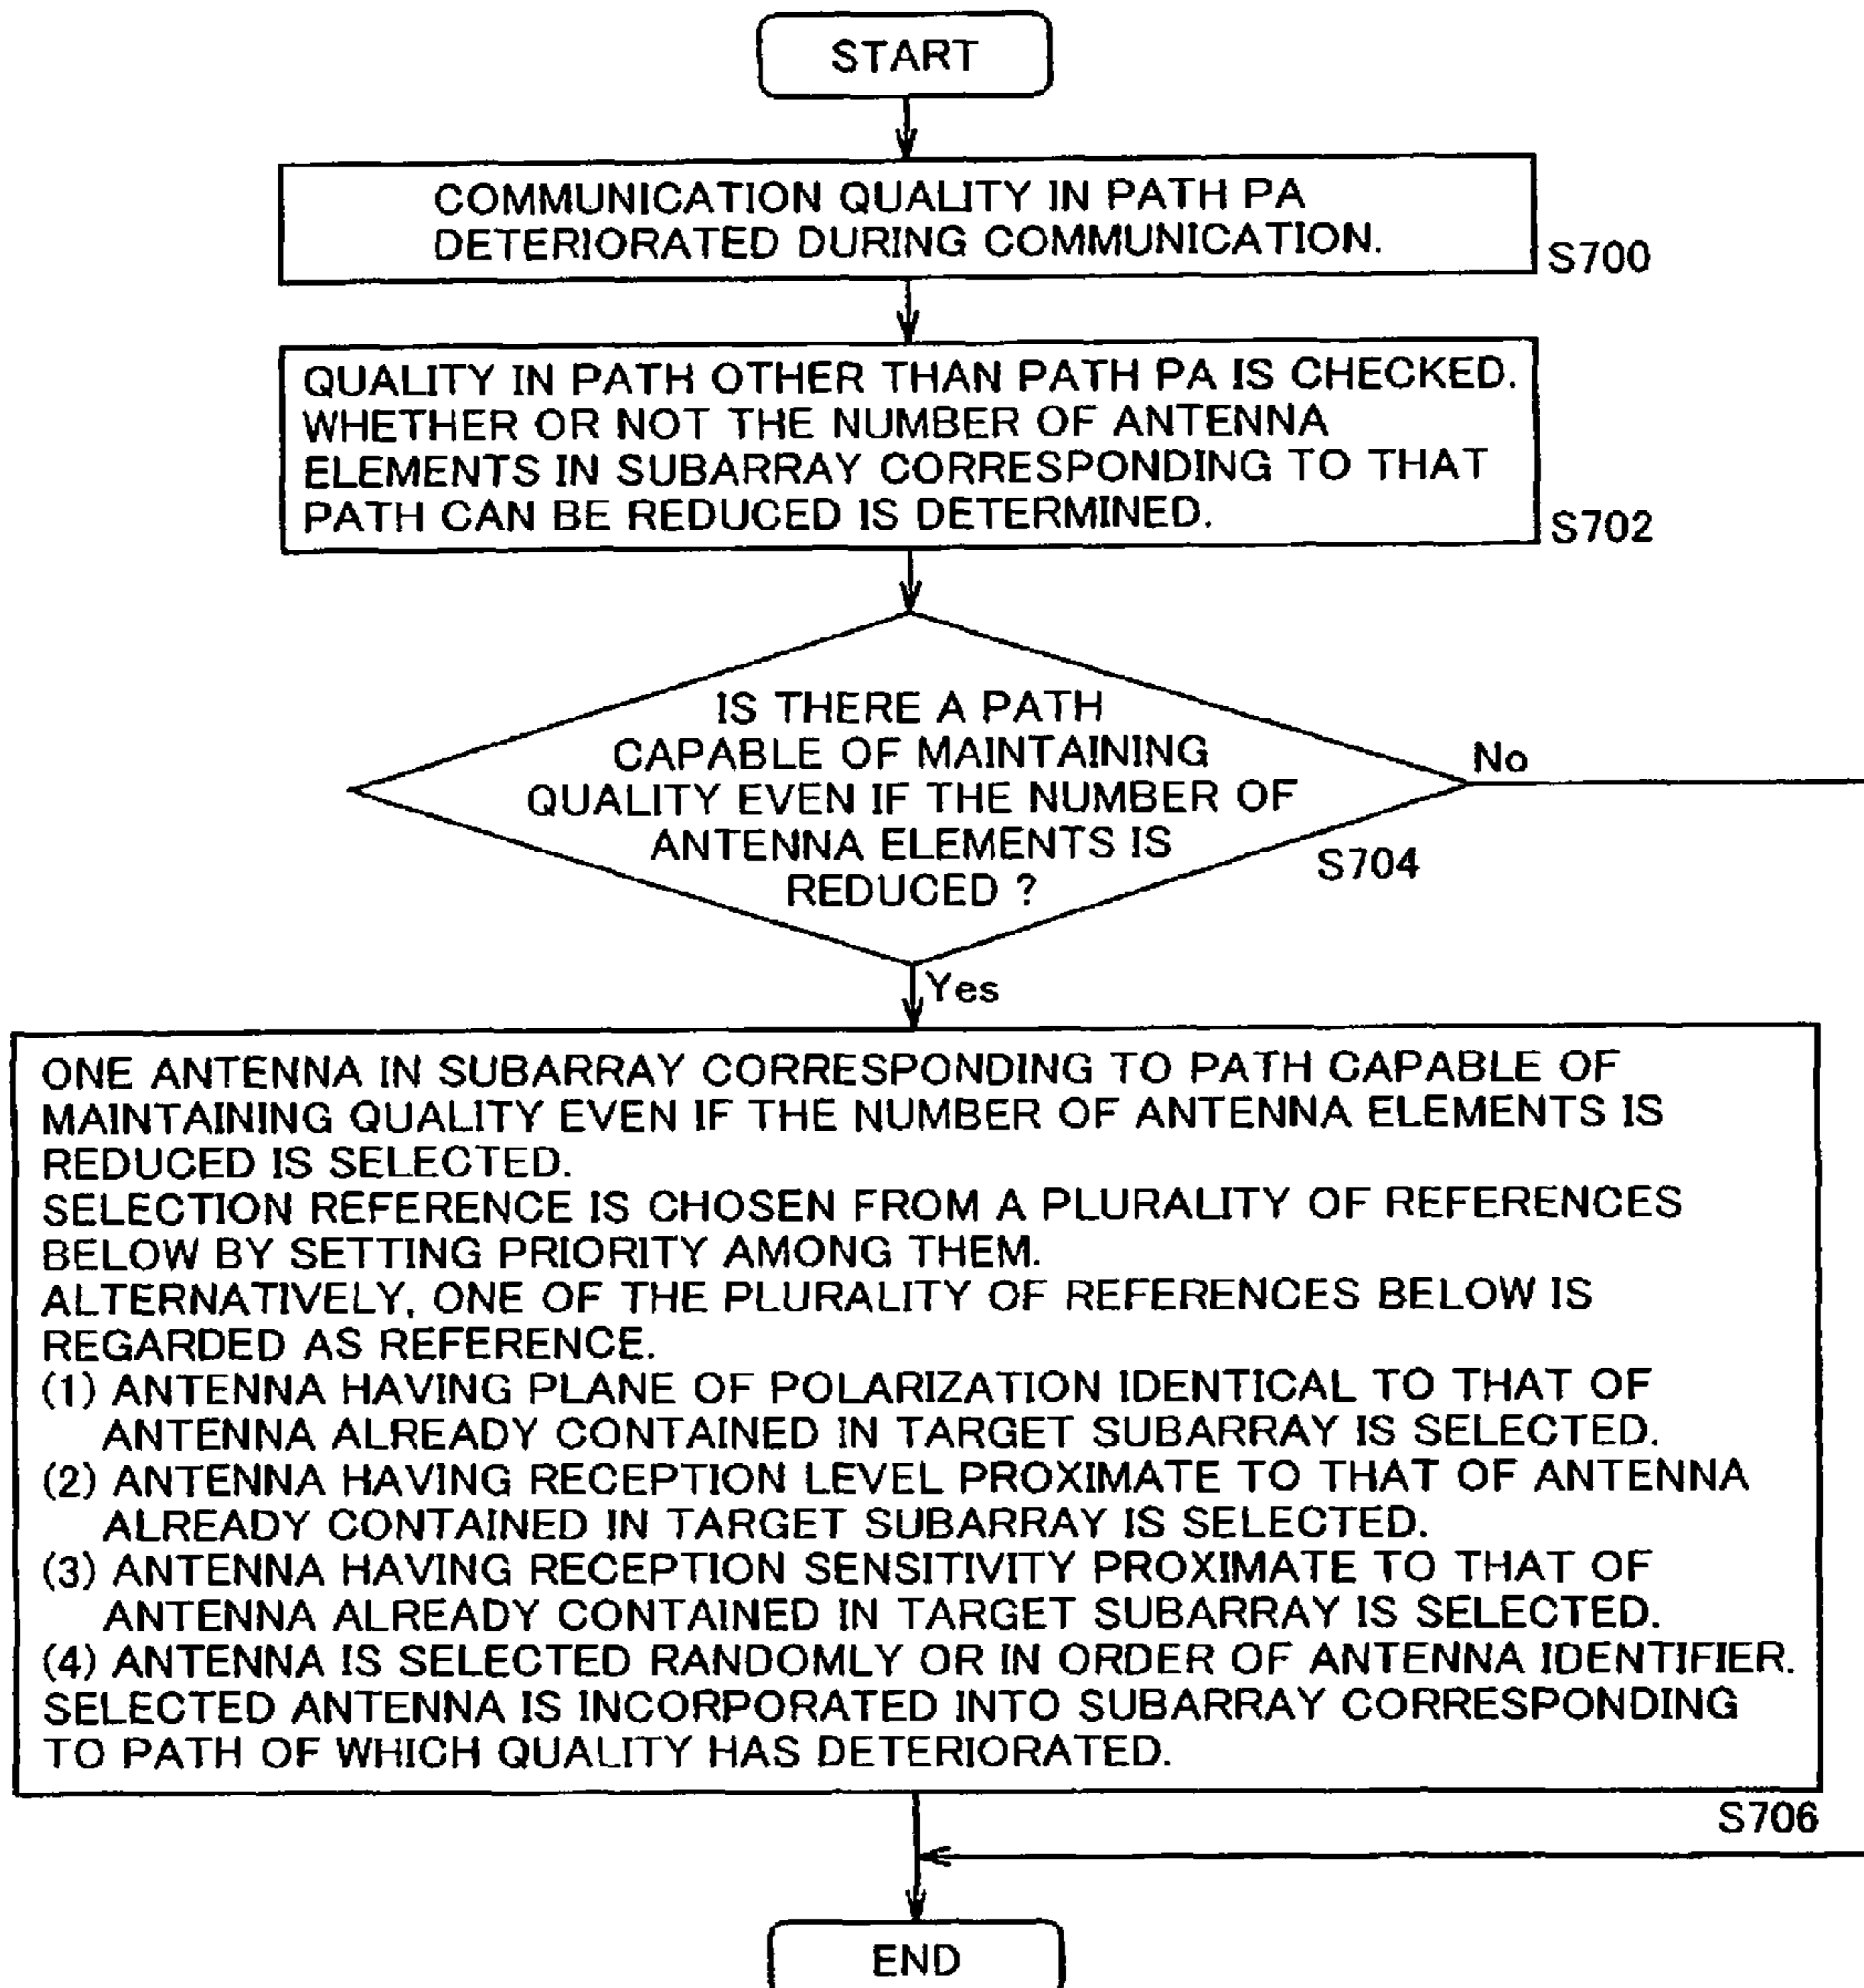 START
COMMUNICATION QUALITY IN PATH PA
DETERIORATED DURING COMMUNICATION.
S700
QUALITY IN PATH OTHER THAN PATH PA IS CHECKED.
WHETHER OR NOT THE NUMBER OF ANTENNA
ELEMENTS IN SUBARRAY CORRESPONDING TO THAT
PATH CAN BE REDUCED IS DETERMINED.
S702
IS THERE A PATH
CAPABLE OF MAINTAINING
QUALITY EVEN IF THE NUMBER OF
ANTENNA ELEMENTS IS
REDUCED ?
No
S704
Yes
ONE ANTENNA IN SUBARRAY CORRESPONDING TO PATH CAPABLE OF
MAINTAINING QUALITY EVEN IF THE NUMBER OF ANTENNA ELEMENTS IS
REDUCED IS SELECTED.
SELECTION REFERENCE IS CHOSEN FROM A PLURALITY OF REFERENCES
BELOW BY SETTING PRIORITY AMONG THEM.
ALTERNATIVELY, ONE OF THE PLURALITY OF REFERENCES BELOW IS
REGARDED AS REFERENCE.
(1) ANTENNA HAVING PLANE OF POLARIZATION IDENTICAL TO THAT OF
ANTENNA ALREADY CONTAINED IN TARGET SUBARRAY IS SELECTED.
(2) ANTENNA HAVING RECEPTION LEVEL PROXIMATE TO THAT OF ANTENNA
ALREADY CONTAINED IN TARGET SUBARRAY IS SELECTED.
(3) ANTENNA HAVING RECEPTION SENSITIVITY PROXIMATE TO THAT OF
ANTENNA ALREADY CONTAINED IN TARGET SUBARRAY IS SELECTED.
(4) ANTENNA IS SELECTED RANDOMLY OR IN ORDER OF ANTENNA IDENTIFIER.
SELECTED ANTENNA IS INCORPORATED INTO SUBARRAY CORRESPONDING
TO PATH OF WHICH QUALITY HAS DETERIORATED.
S706
END